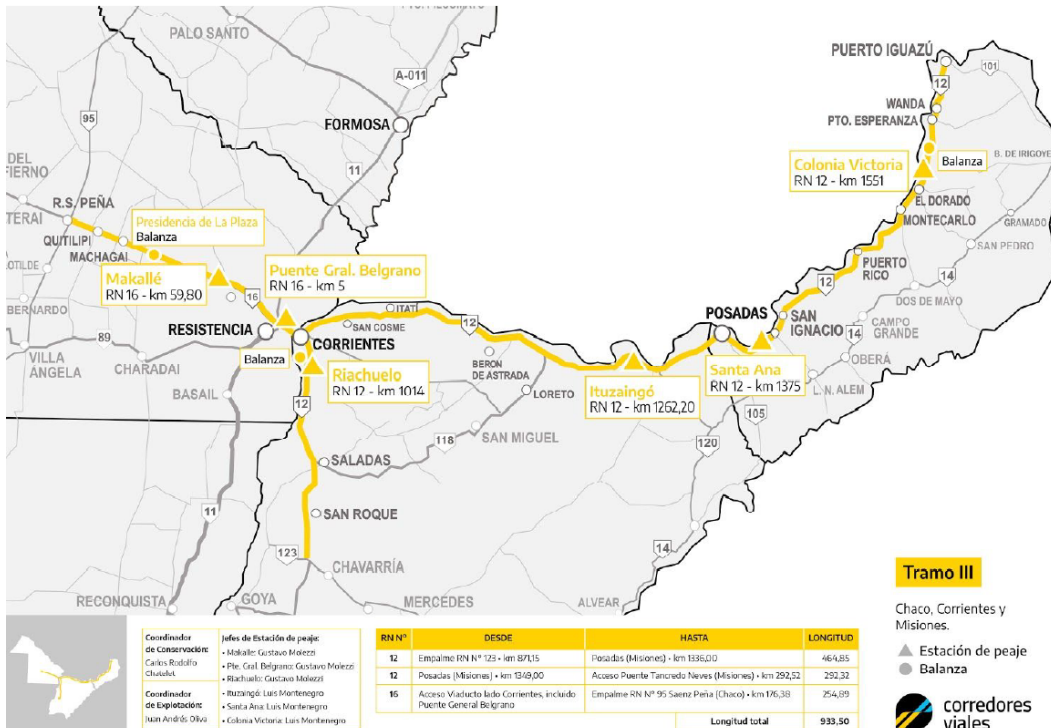 PALO SANTO
A-011
95
FORMOSA
11
DEL
R.S. PEÑA
QUITILIPI
MACHAGAI
Presidencia de La Plaza
Balanza
Makallé
RN 16 - km 59,80
16
Puente Gral. Belgrano
RN 16 - km 5
RESISTENCIA
CORRIENTES
Balanza
Riachuelo
RN 12 - km 1014
12
BERNARDO
VILLA
ÁNGELA
89
CHARADAI
BASAIL
ITATÍ
SAN COSME
12
BERON
DE ASTRADA
LORETO
SAN MIGUEL
118
SALADAS
SAN ROQUE
11
123
CHAVARRÍA
RECONQUISTA
GOYA
MERCEDES
ALVEAR
14
120
105
Ituzaingó
RN 12 - km 1262,20
POSADAS
Santa Ana
RN 12 - km 1375
SAN
IGNACIO
L. N. ALEM
OBERÁ
14
CAMPO
GRANDE
DOS DE MAYO
14
SAN PEDRO
GRAMADO
12
PUERTO
RICO
MONTECARLO
EL DORADO
Colonia Victoria
RN 12 - km 1551
Balanza
B. DE IRIGOYE
PTO. ESPERANZA
WANDA
12
101
PUERTO IGUAZÚ
Tramo III
Chaco, Corrientes y
Misiones.
Estación de peaje
Balanza
corredores
viales
Coordinador
de Conservación:
Carlos Rodolfo
Chatelet
Coordinador
de Explotación:
Juan Andrés Oliva
Jefes de Estación de peaje:
• Makalle: Gustavo Molezzi
• Pte. Gral. Belgrano: Gustavo Molezzi
• Riachuelo: Gustavo Molezzi
• Ituzaingó: Luis Montenegro
• Santa Ana: Luis Montenegro
• Colonia Victoria: Luis Montenegro
RN Nº DESDE HASTA LONGITUD
12 Empalme RN Nº 123 • km 871,15 Posadas (Misiones) • km 1336,00 464,85
12 Posadas (Misiones) • km 1349,00 Acceso Puente Tancredo Neves (Misiones) • km 292,52 292,32
16 Acceso Viaducto lado Corrientes, incluido Puente General Belgrano Empalme RN Nº 95 Saenz Peña (Chaco) • km 176,38 254,89
Longitud total 933,50